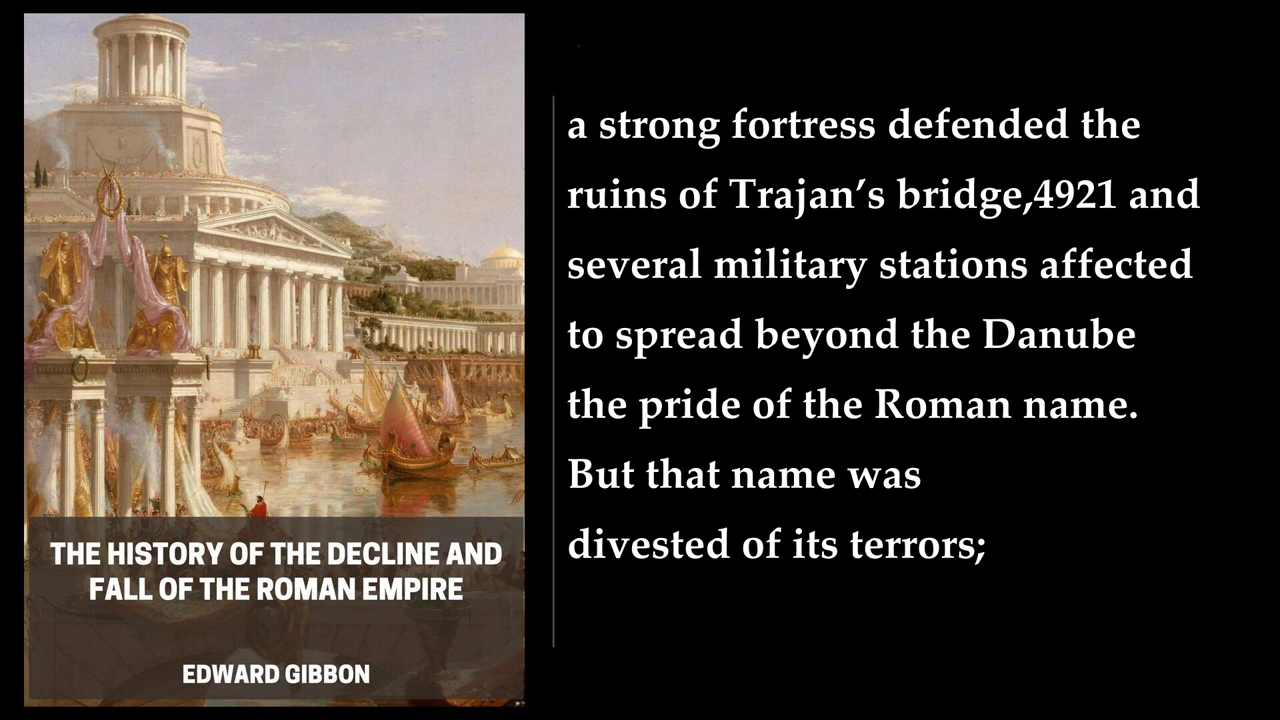 THE HISTORY OF THE DECLINE AND
FALL OF THE ROMAN EMPIRE
EDWARD GIBBON
a strong fortress defended the
ruins of Trajan’s bridge,4921 and
several military stations affected
to spread beyond the Danube
the pride of the Roman name.
But that name was
divested of its terrors;